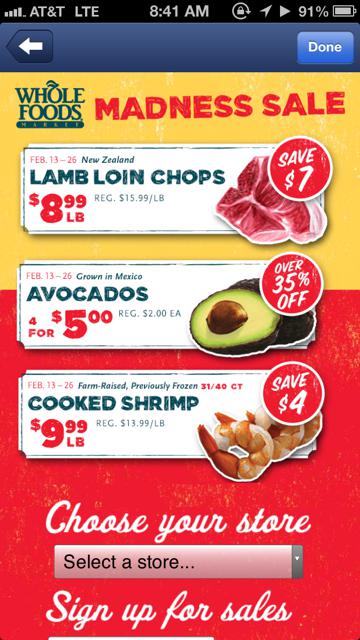 AT&T LTE 8:41 AM 91%
Done
WHOLE FOODS MARKET
MADNESS SALE
FEB. 13–26 New Zealand
LAMB LOIN CHOPS
$8.99 LB REG. $15.99/LB
SAVE $7
FEB. 13–26 Grown in Mexico
AVOCADOS
4 FOR $5.00 REG. $2.00 EA
OVER 35% OFF
FEB. 13–26 Farm-Raised, Previously Frozen 31/40 CT
COOKED SHRIMP
$9.99 LB REG. $13.99/LB
SAVE $4
Choose your store
Select a store...
Sign up for sales